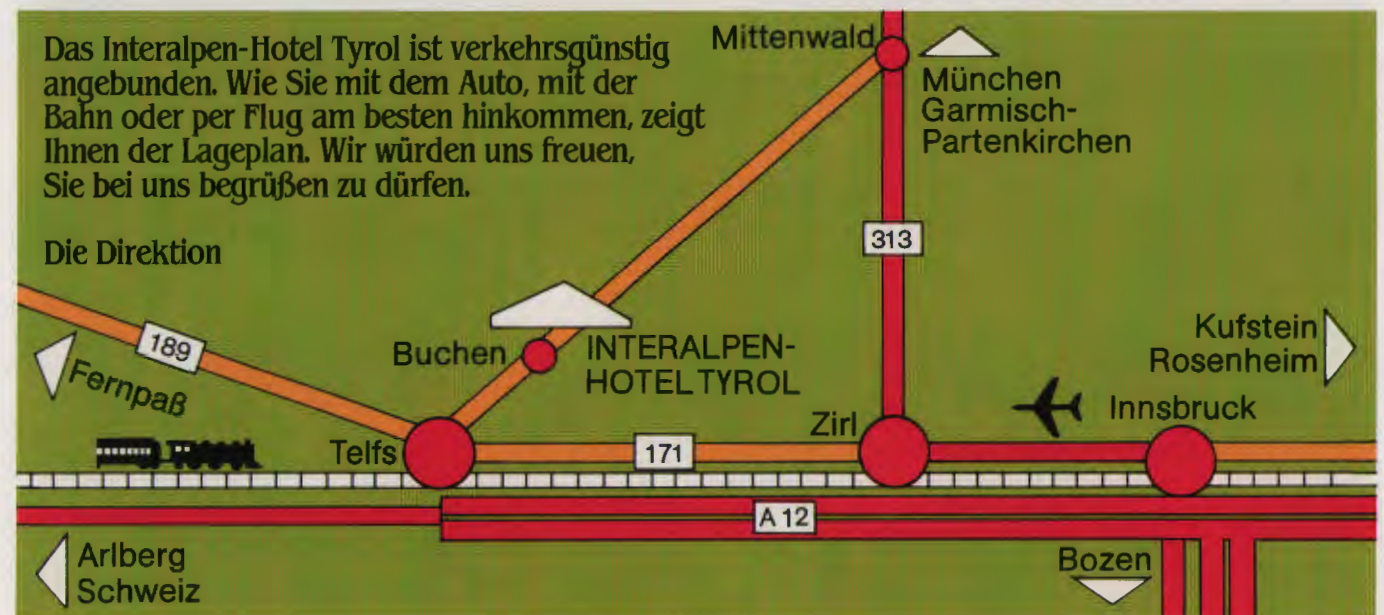 Das Interalpen-Hotel Tyrol ist verkehrsgünstig
angebunden. Wie Sie mit dem Auto, mit der
Bahn oder per Flug am besten hinkommen, zeigt
Ihnen der Lageplan. Wir würden uns freuen,
Sie bei uns begrüßen zu dürfen.
Die Direktion
Mittenwald
München
Garmisch-
Partenkirchen
313
189
Fernpaß
Buchen
INTERALPEN-
HOTEL TYROL
Kufstein
Rosenheim
Telfs
171
Zirl
Innsbruck
A 12
Arlberg
Schweiz
Bozen